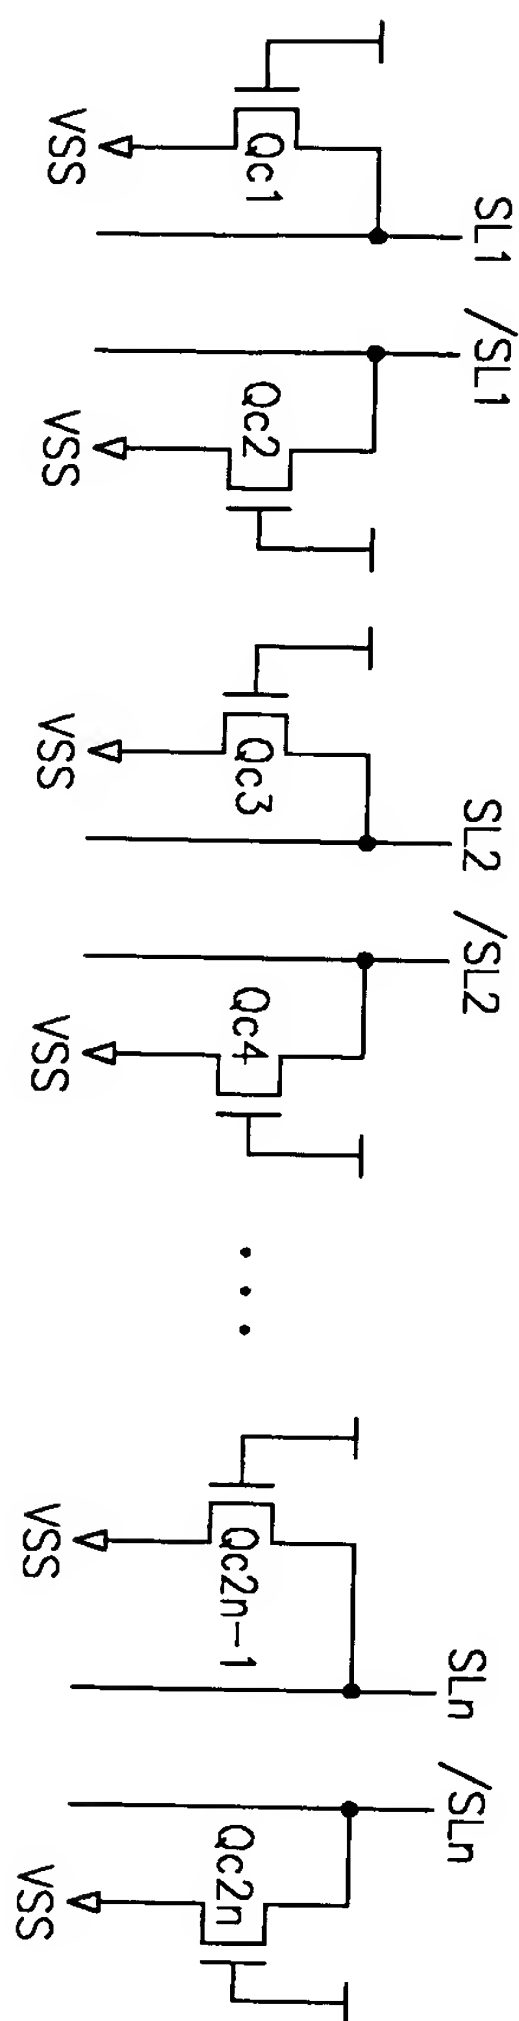 SL1
/SL1
SL2
/SL2
SLn
/SLn
Qc1
Qc2
Qc3
Qc4
...
Qc2n-1
Qc2n
VSS
VSS
VSS
VSS
VSS
VSS